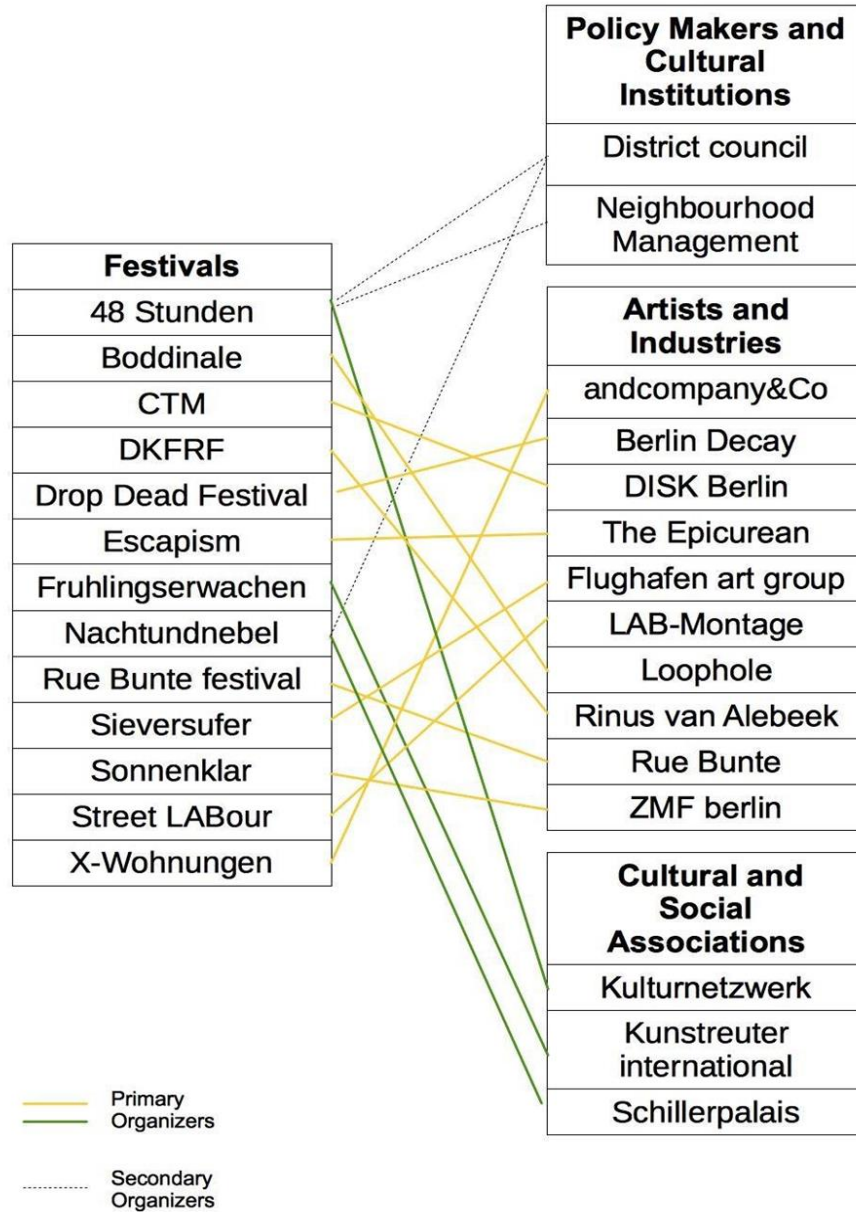 Policy Makers and
Cultural
Institutions
District council
Neighbourhood
Management
Festivals
48 Stunden
Boddinale
CTM
DKFRF
Drop Dead Festival
Escapism
Fruhlingserwachen
Nachtundnebel
Rue Bunte festival
Sieversufer
Sonnenklar
Street LABour
X-Wohnungen
Artists and
Industries
andcompany&Co
Berlin Decay
DISK Berlin
The Epicurean
Flughafen art group
LAB-Montage
Loophole
Rinus van Alebeek
Rue Bunte
ZMF berlin
Cultural and
Social
Associations
Kulturnetzwerk
Kunstreuter
international
Schillerpalais
Primary
Organizers
Secondary
Organizers